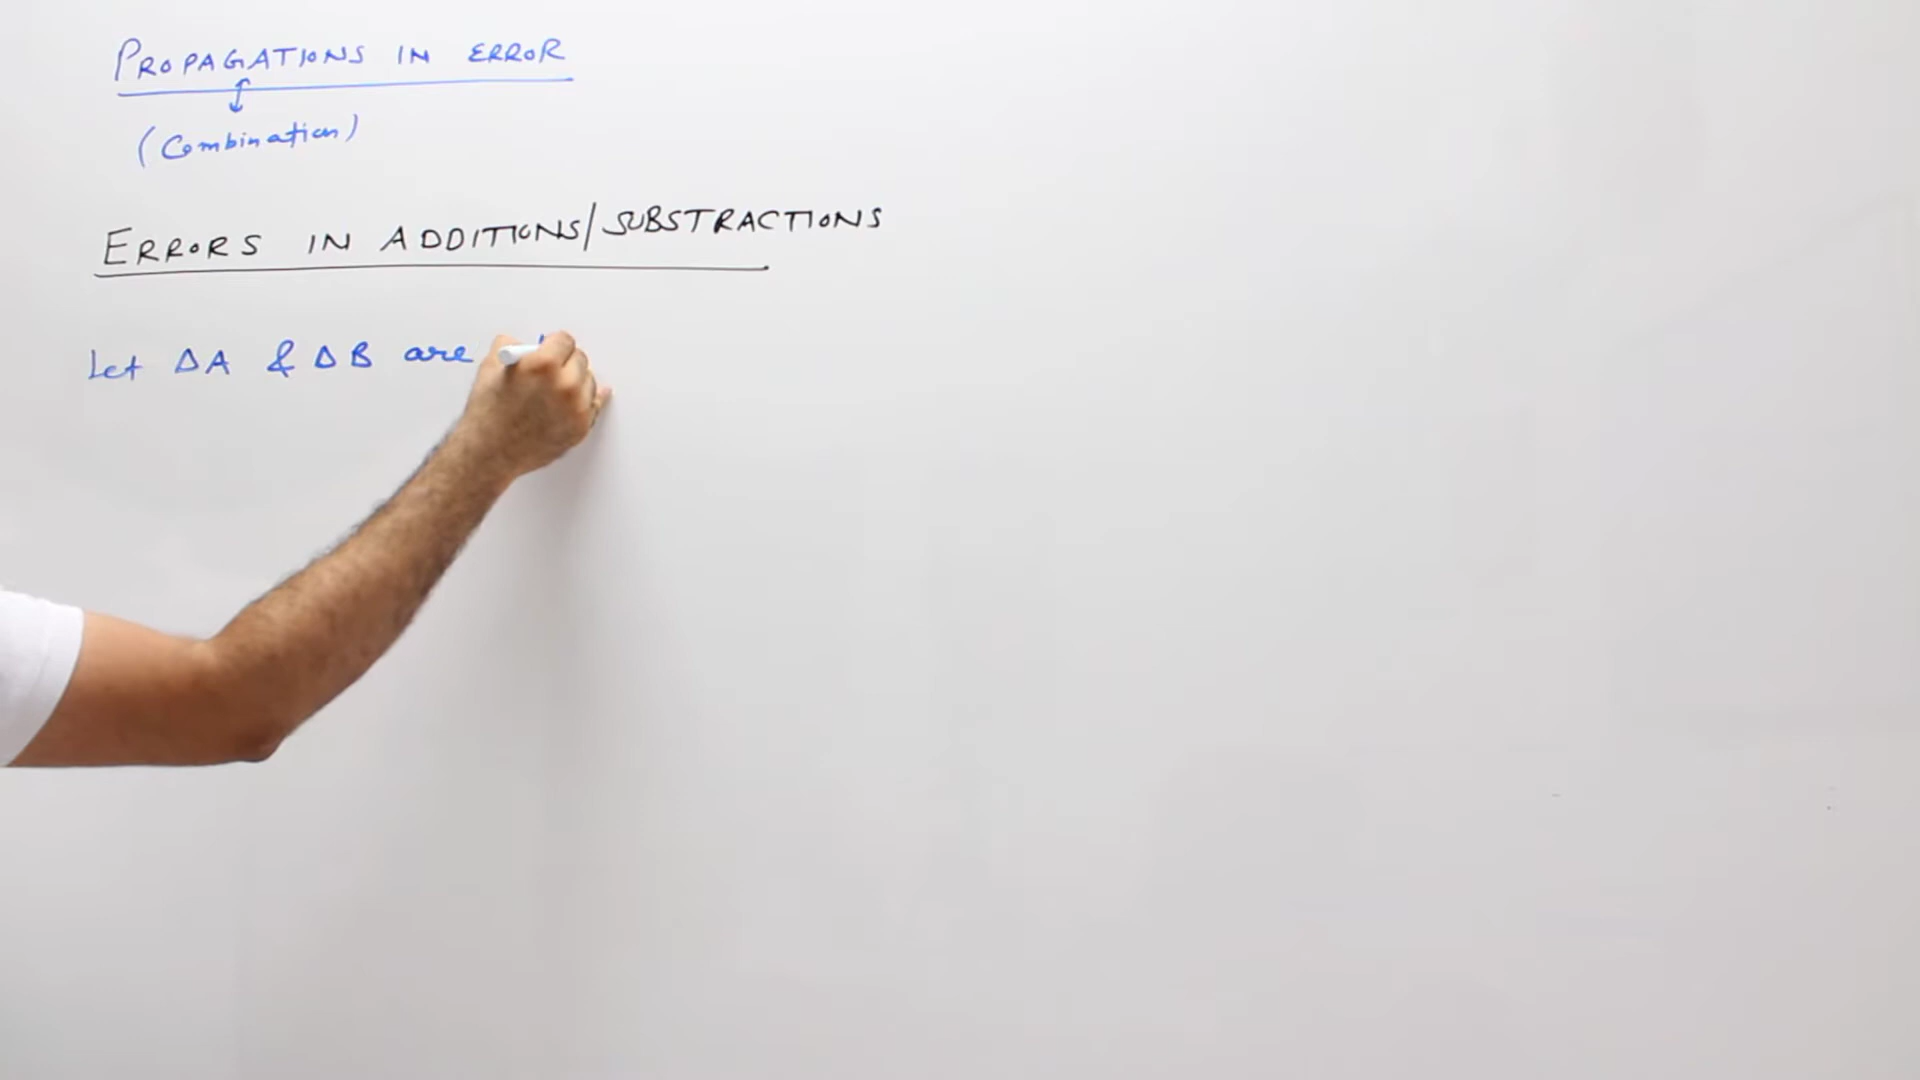 PROPAGATIONS IN ERROR
(Combination)
ERRORS IN ADDITIONS/SUBSTRACTIONS
Let ΔA & ΔB are